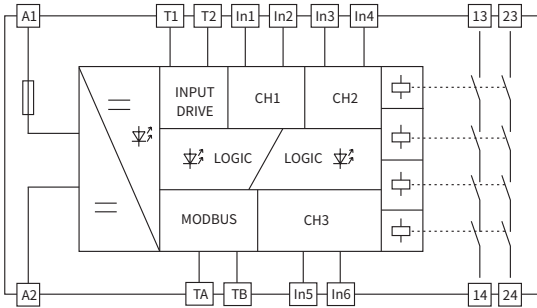 A1 T1 T2 In1 In2 In3 In4 13 23
INPUT
DRIVE
CH1 CH2
LOGIC LOGIC
MODBUS CH3
A2 TA TB In5 In6 14 24